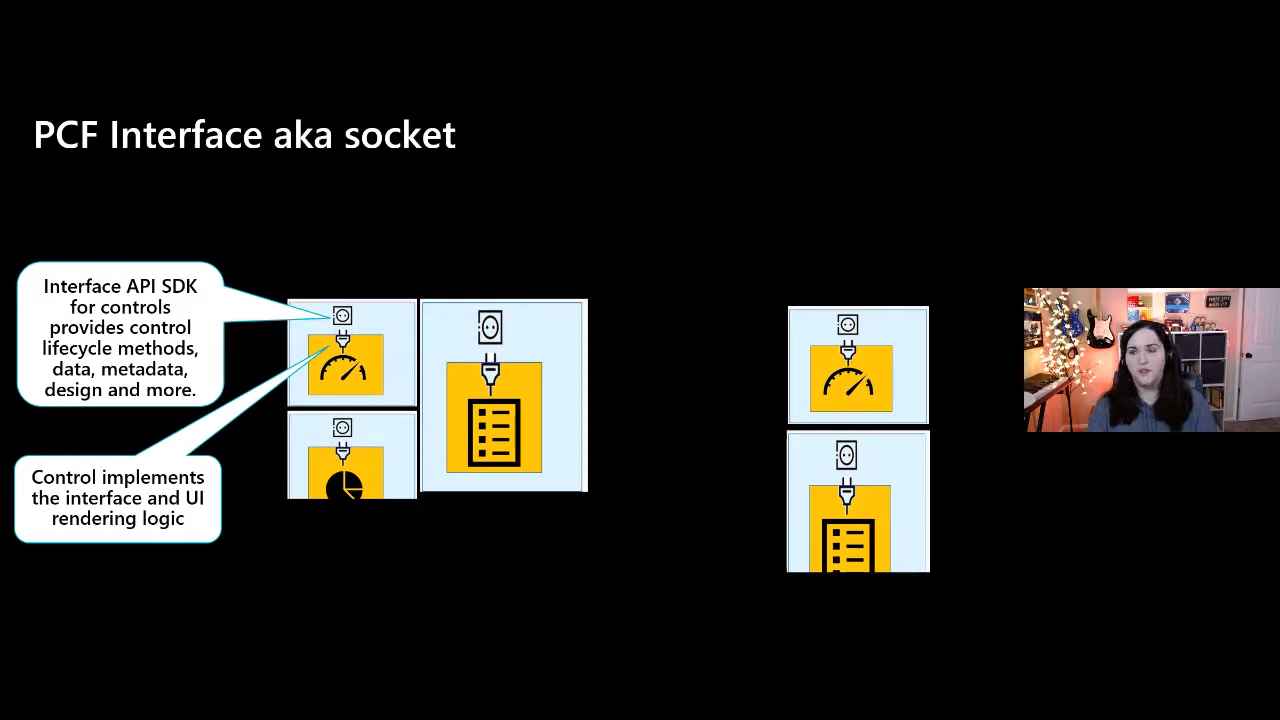 PCF Interface aka socket
Interface API SDK
for controls
provides control
lifecycle methods,
data, metadata,
design and more.
Control implements
the interface and UI
rendering logic